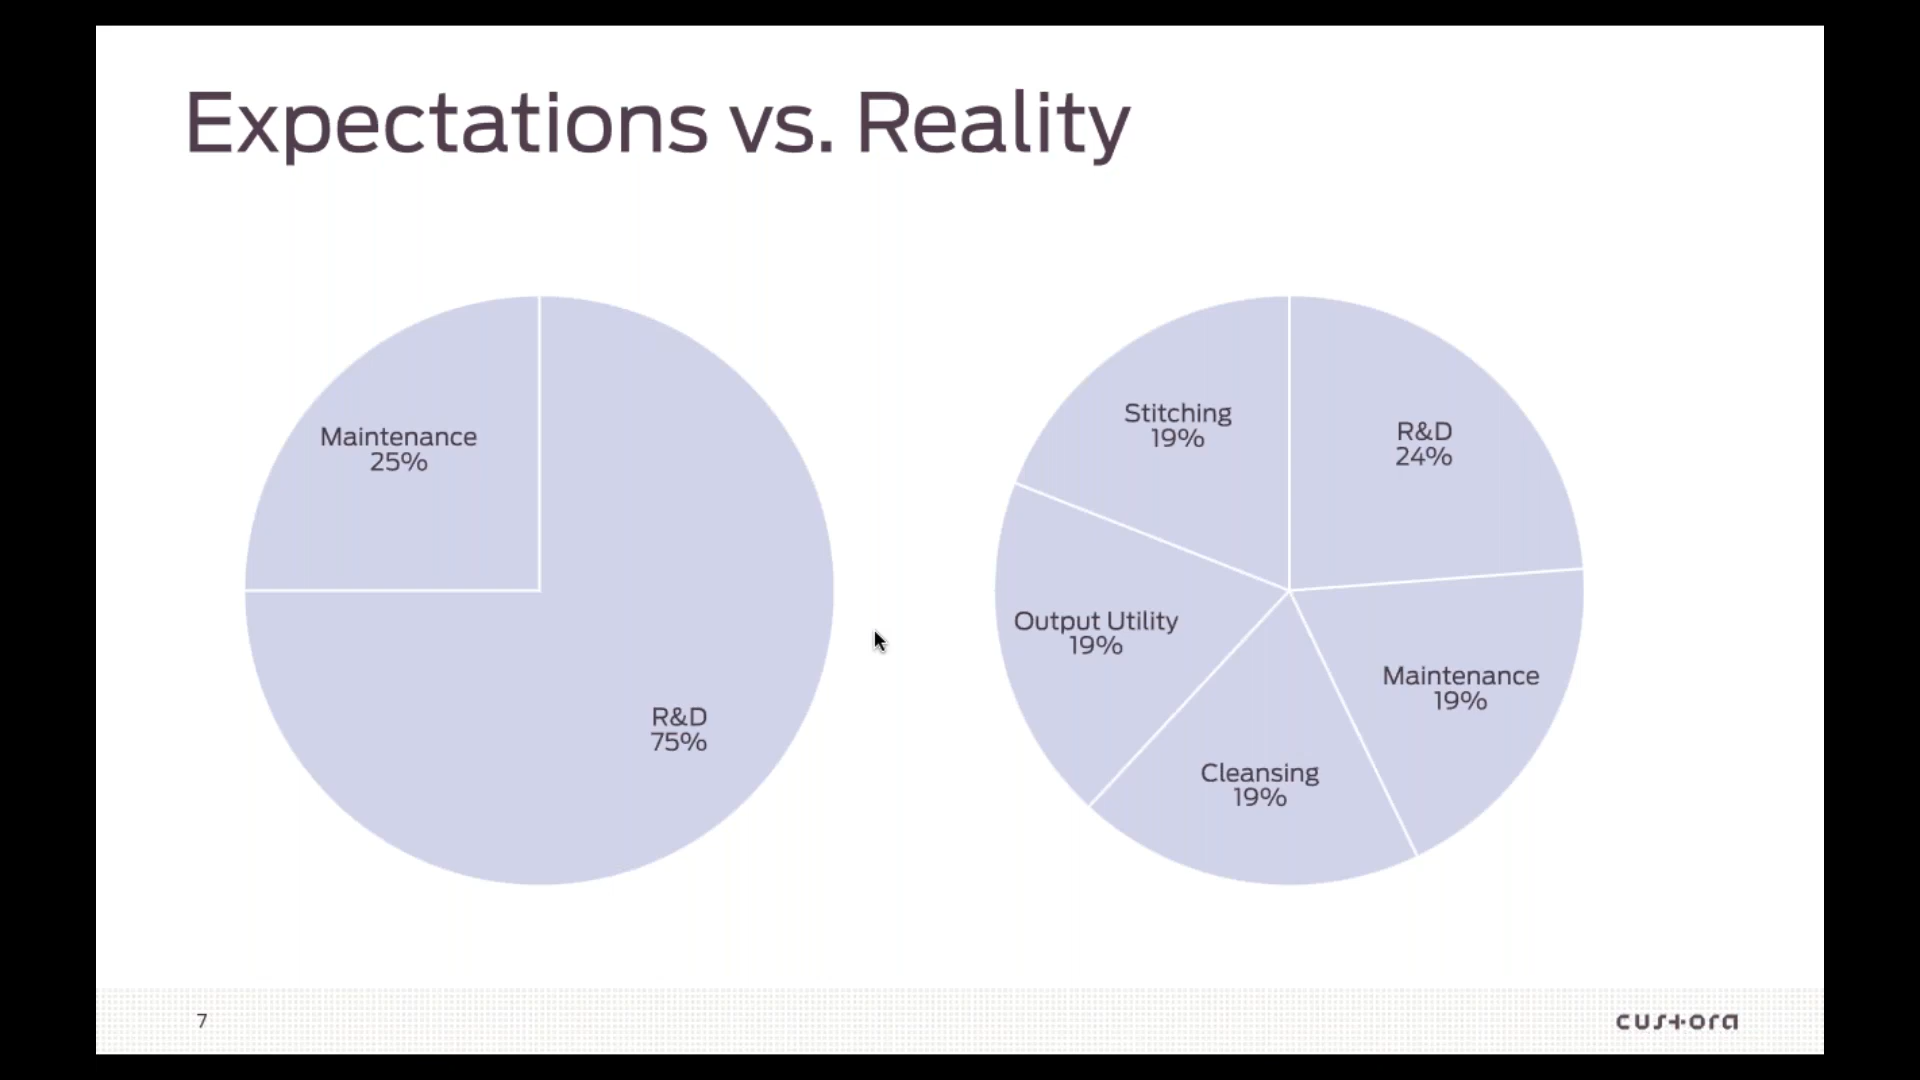 Expectations vs. Reality
Maintenance
25%
R&D
75%
Stitching
19%
R&D
24%
Output Utility
19%
Maintenance
19%
Cleansing
19%
7
custora